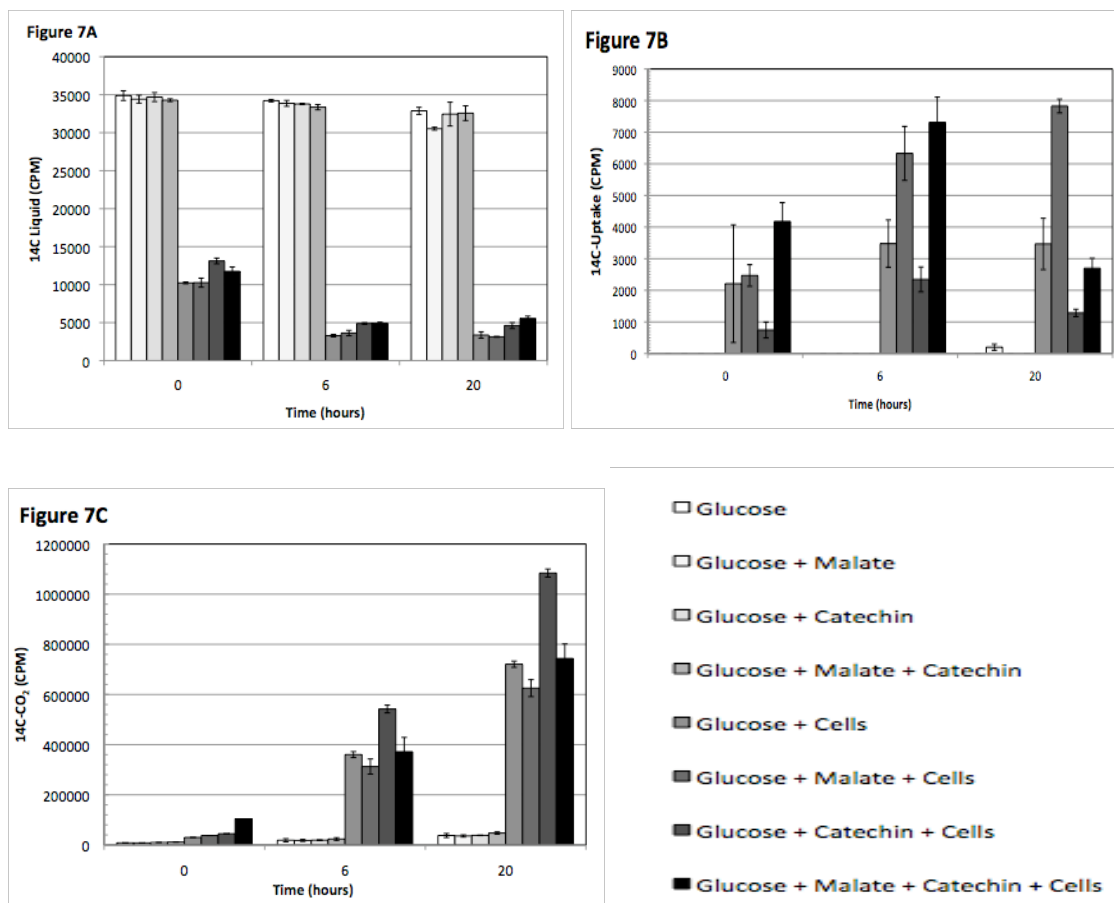 Figure 7A
40000
35000
30000
25000
20000
15000
10000
5000
0
14C Liquid (CPM)
0 6 20
Time (hours)
Figure 7B
9000
8000
7000
6000
5000
4000
3000
2000
1000
0
14C-Uptake (CPM)
0 6 20
Time (hours)
Figure 7C
1200000
1000000
800000
600000
400000
200000
0
14C-CO₂ (CPM)
0 6 20
Time (hours)
Glucose
Glucose + Malate
Glucose + Catechin
Glucose + Malate + Catechin
Glucose + Cells
Glucose + Malate + Cells
Glucose + Catechin + Cells
Glucose + Malate + Catechin + Cells